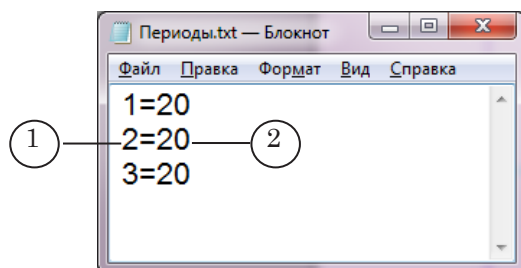 Периоды.txt — Блокнот
Файл Правка Формат Вид Справка
1=20
1 2=20 2
3=20